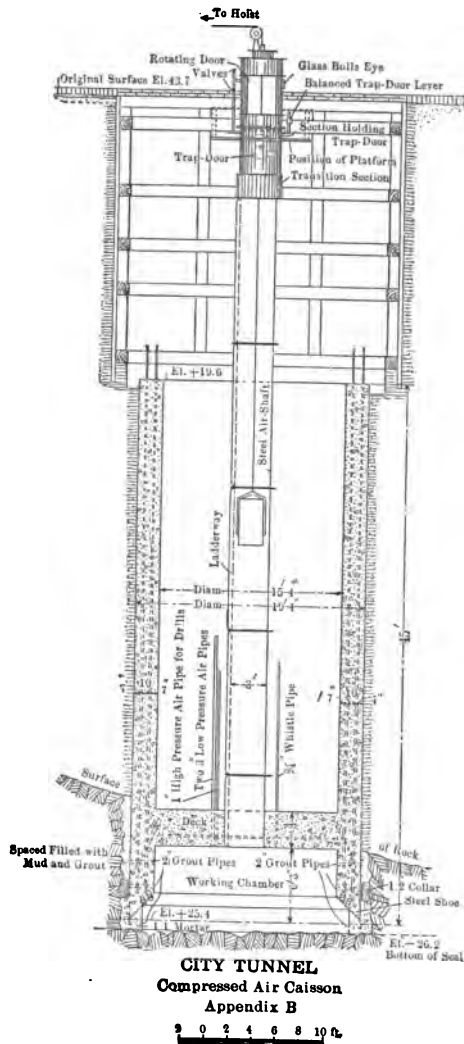 To Hoist
Rotating Door
Valves
Glass Bulls Eye
Original Surface El.43.7
Balanced Trap-Door Lever
Section Holding
Trap-Door
Trap-Door
Position of Platform
Transition Section
El.+19.6
Steel Air-Shaft
Ladderway
Diam 15'4"
Diam 19'4"
1" High Pressure Air Pipe for Drills
Two 3" Low Pressure Air Pipes
3'
¾" Whistle Pipe
45'
Surface
Deck
Spaced Filled with
Mud and Grout
2" Grout Pipes
2" Grout Pipes
of Rock
Working Chamber
1.2 Collar
Steel Shoe
El.+25.4
1.1 Mortar
El.-26.2
Bottom of Seal
CITY TUNNEL
Compressed Air Caisson
Appendix B
2 0 2 4 6 8 10 ft.